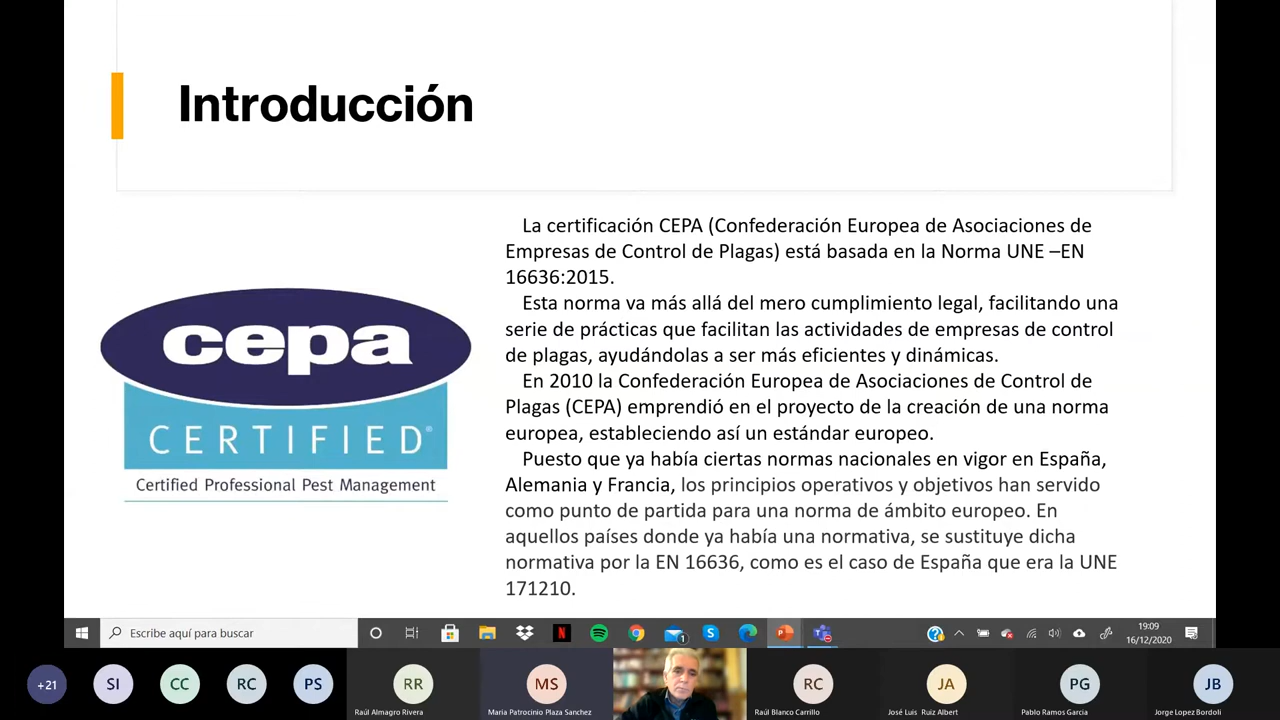 Introducción
La certificación CEPA (Confederación Europea de Asociaciones de
Empresas de Control de Plagas) está basada en la Norma UNE –EN
16636:2015.
Esta norma va más allá del mero cumplimiento legal, facilitando una
serie de prácticas que facilitan las actividades de empresas de control
de plagas, ayudándolas a ser más eficientes y dinámicas.
En 2010 la Confederación Europea de Asociaciones de Control de
Plagas (CEPA) emprendió en el proyecto de la creación de una norma
europea, estableciendo así un estándar europeo.
Puesto que ya había ciertas normas nacionales en vigor en España,
Alemania y Francia, los principios operativos y objetivos han servido
como punto de partida para una norma de ámbito europeo. En
aquellos países donde ya había una normativa, se sustituye dicha
normativa por la EN 16636, como es el caso de España que era la UNE
171210.
cepa
CERTIFIED®
Certified Professional Pest Management
Escribe aquí para buscar
1
19:09
16/12/2020
+21
SI
CC
RC
PS
RR
Raúl Almagro Rivera
MS
Maria Patrocinio Plaza Sanchez
RC
Raúl Blanco Carrillo
JA
José Luis Ruiz Albert
PG
Pablo Ramos Garcia
JB
Jorge Lopez Bordoli